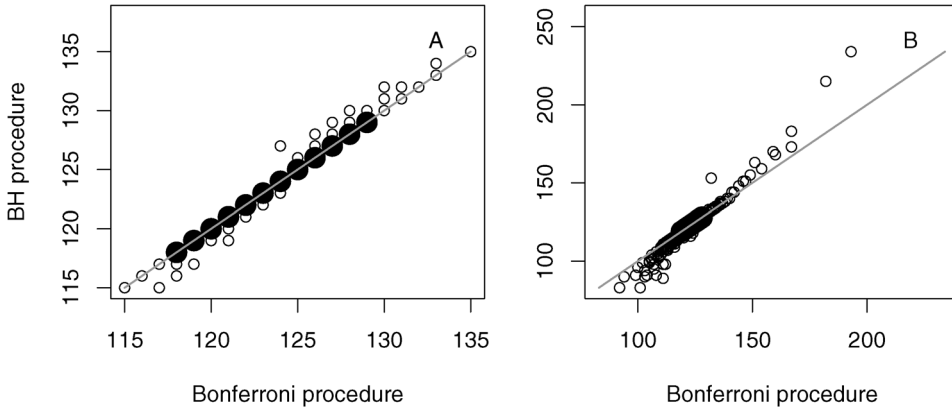 A
BH procedure
115 120 125 130 135
115 120 125 130 135
Bonferroni procedure
B
100 150 200 250
100 150 200
Bonferroni procedure